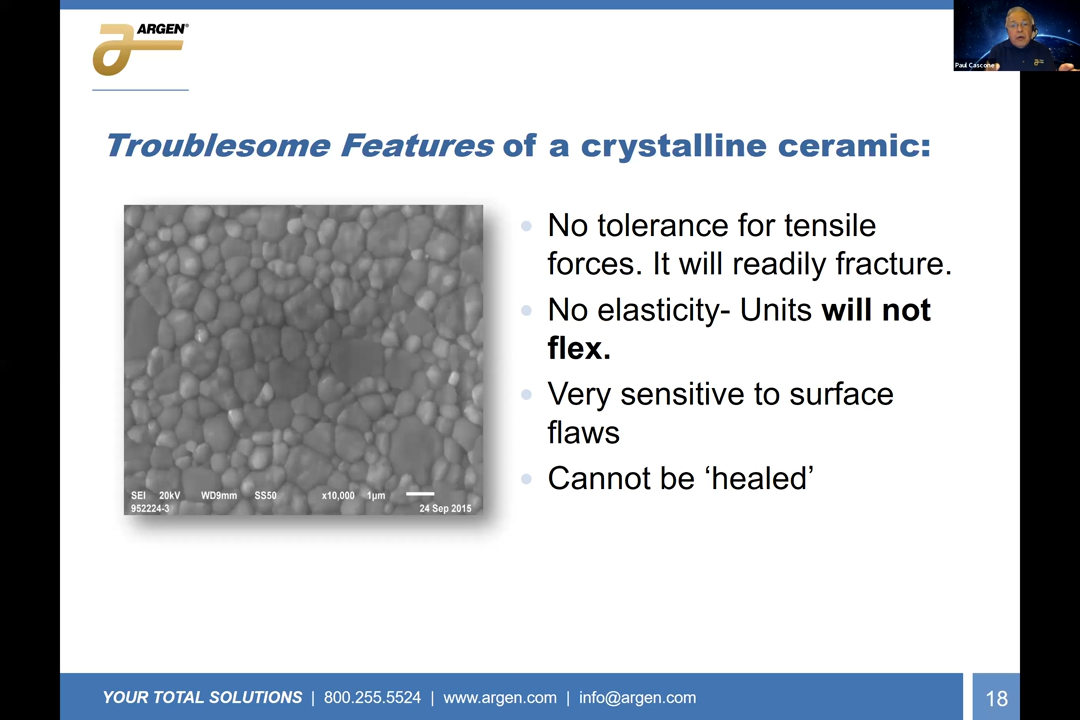 ARGEN®
Paul Cascone
Troublesome Features of a crystalline ceramic:
No tolerance for tensile
forces. It will readily fracture.
No elasticity- Units will not
flex.
Very sensitive to surface
flaws
Cannot be ‘healed’
SEI 20kV WD9mm SS50 x10,000 1µm
952224-3 24 Sep 2015
YOUR TOTAL SOLUTIONS | 800.255.5524 | www.argen.com | info@argen.com
18